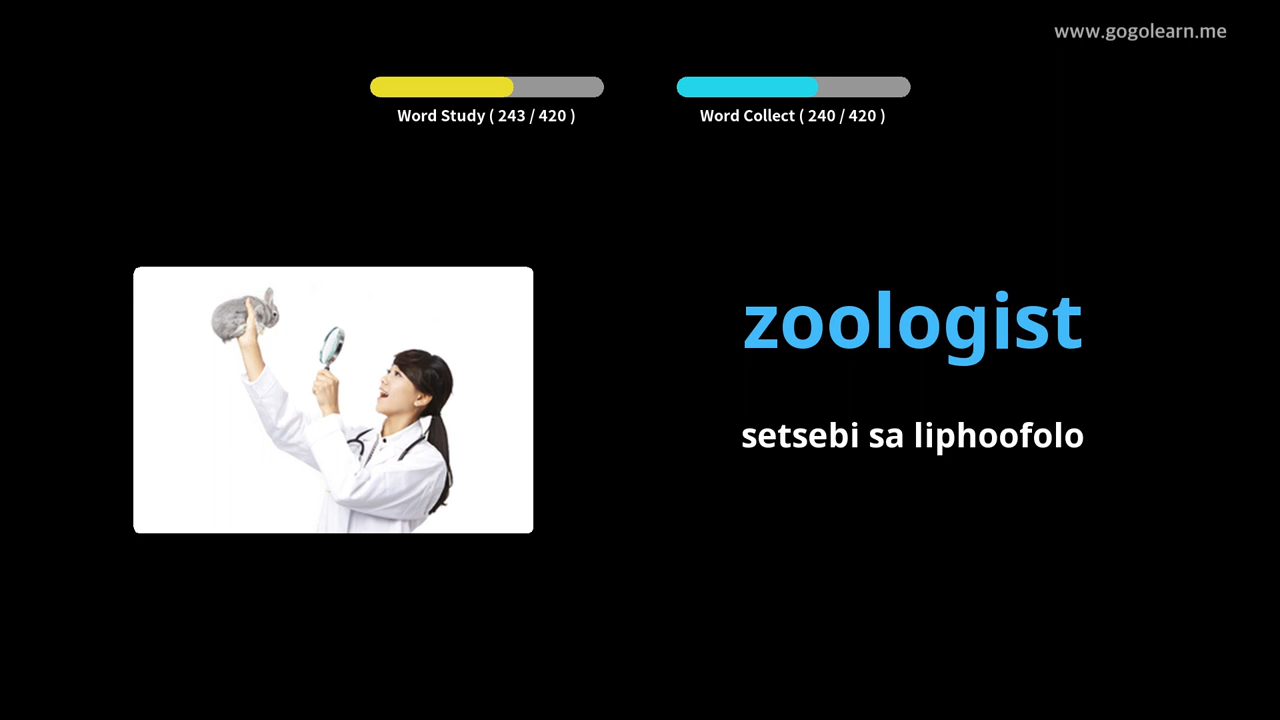 www.gogolearn.me
Word Study ( 243 / 420 )
Word Collect ( 240 / 420 )
zoologist
setsebi sa liphoofolo